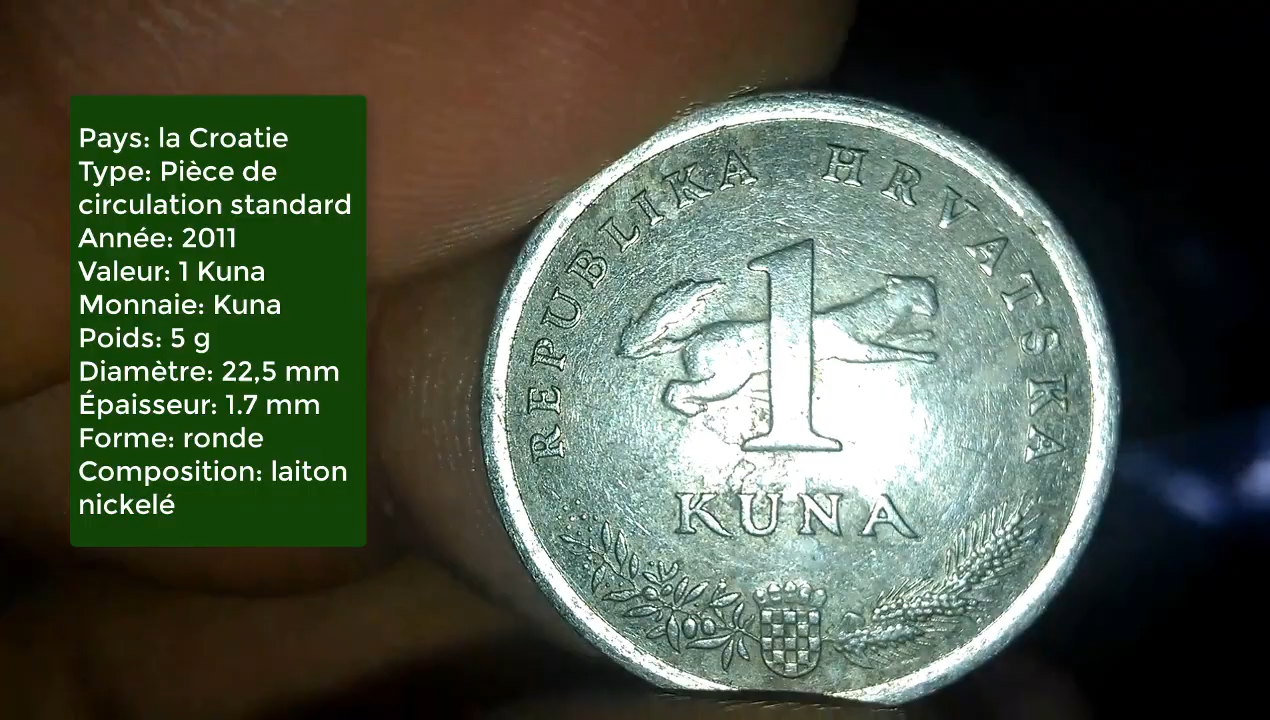 Pays: la Croatie
Type: Pièce de
circulation standard
Année: 2011
Valeur: 1 Kuna
Monnaie: Kuna
Poids: 5 g
Diamètre: 22,5 mm
Épaisseur: 1.7 mm
Forme: ronde
Composition: laiton
nickelé
REPUBLIKA HRVATSKA
1
KUNA